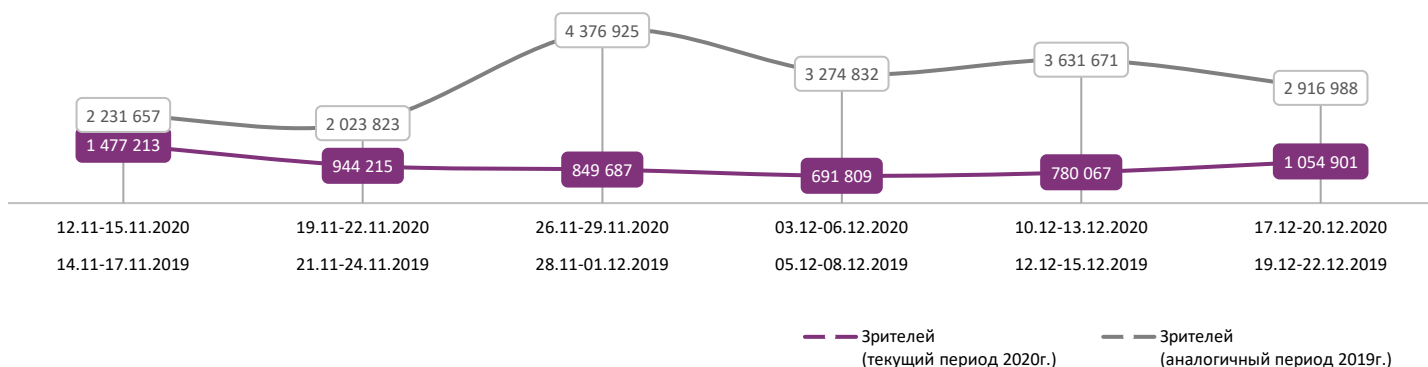 4 376 925
3 631 671
3 274 832
2 916 988
2 231 657
2 023 823
1 477 213
944 215
849 687
691 809
780 067
1 054 901
12.11-15.11.2020
19.11-22.11.2020
26.11-29.11.2020
03.12-06.12.2020
10.12-13.12.2020
17.12-20.12.2020
14.11-17.11.2019
21.11-24.11.2019
28.11-01.12.2019
05.12-08.12.2019
12.12-15.12.2019
19.12-22.12.2019
Зрителей
(текущий период 2020г.)
Зрителей
(аналогичный период 2019г.)